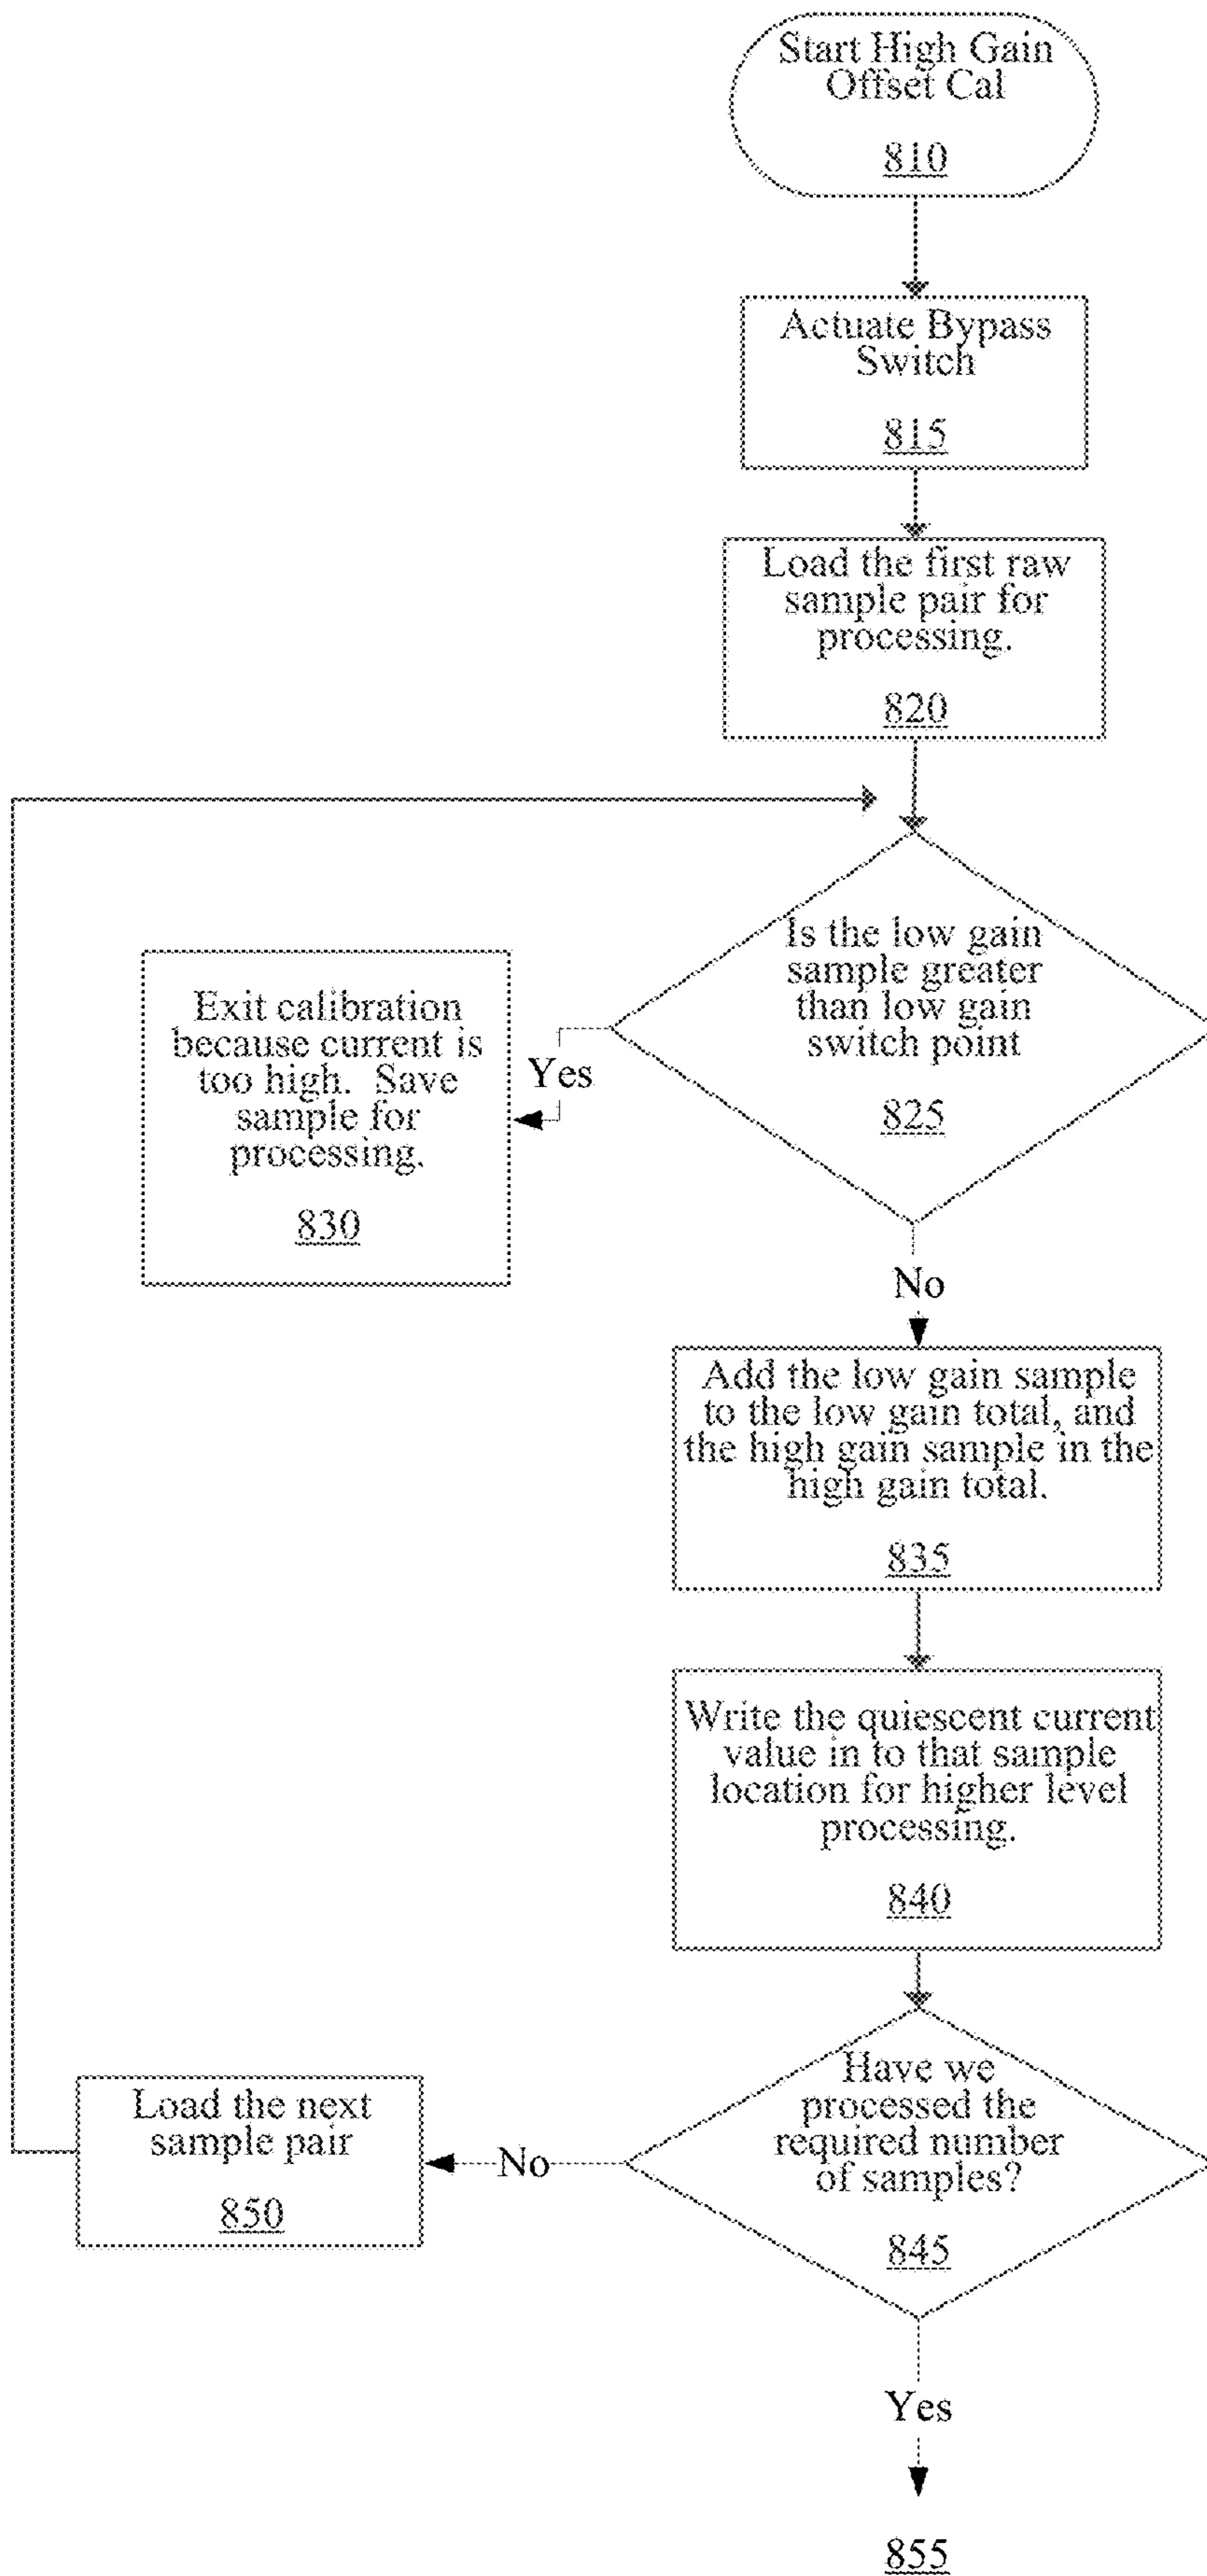 Start High Gain
Offset Cal
810
Actuate Bypass
Switch
815
Load the first raw
sample pair for
processing.
820
Is the low gain
sample greater
than low gain
switch point
825
Yes
Exit calibration
because current is
too high. Save
sample for
processing.
830
No
Add the low gain sample
to the low gain total, and
the high gain sample in the
high gain total.
835
Write the quiescent current
value in to that sample
location for higher level
processing.
840
Have we
processed the
required number
of samples?
845
No
Load the next
sample pair
850
Yes
855